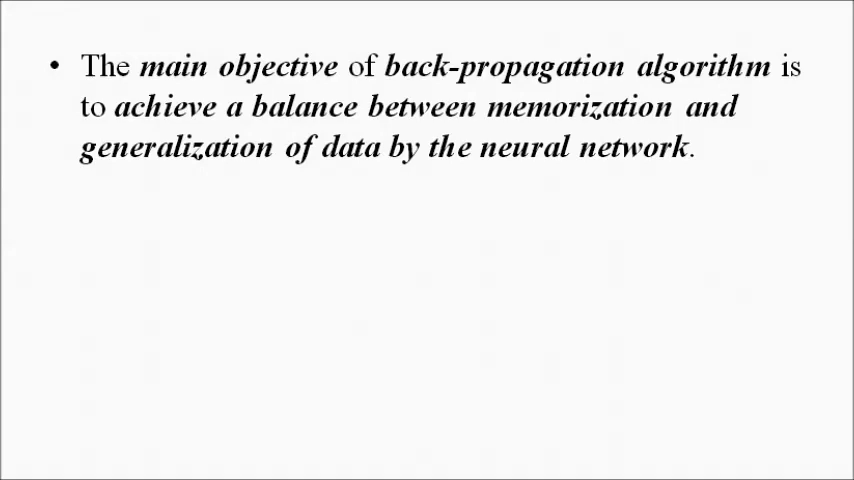 • The main objective of back-propagation algorithm is
to achieve a balance between memorization and
generalization of data by the neural network.